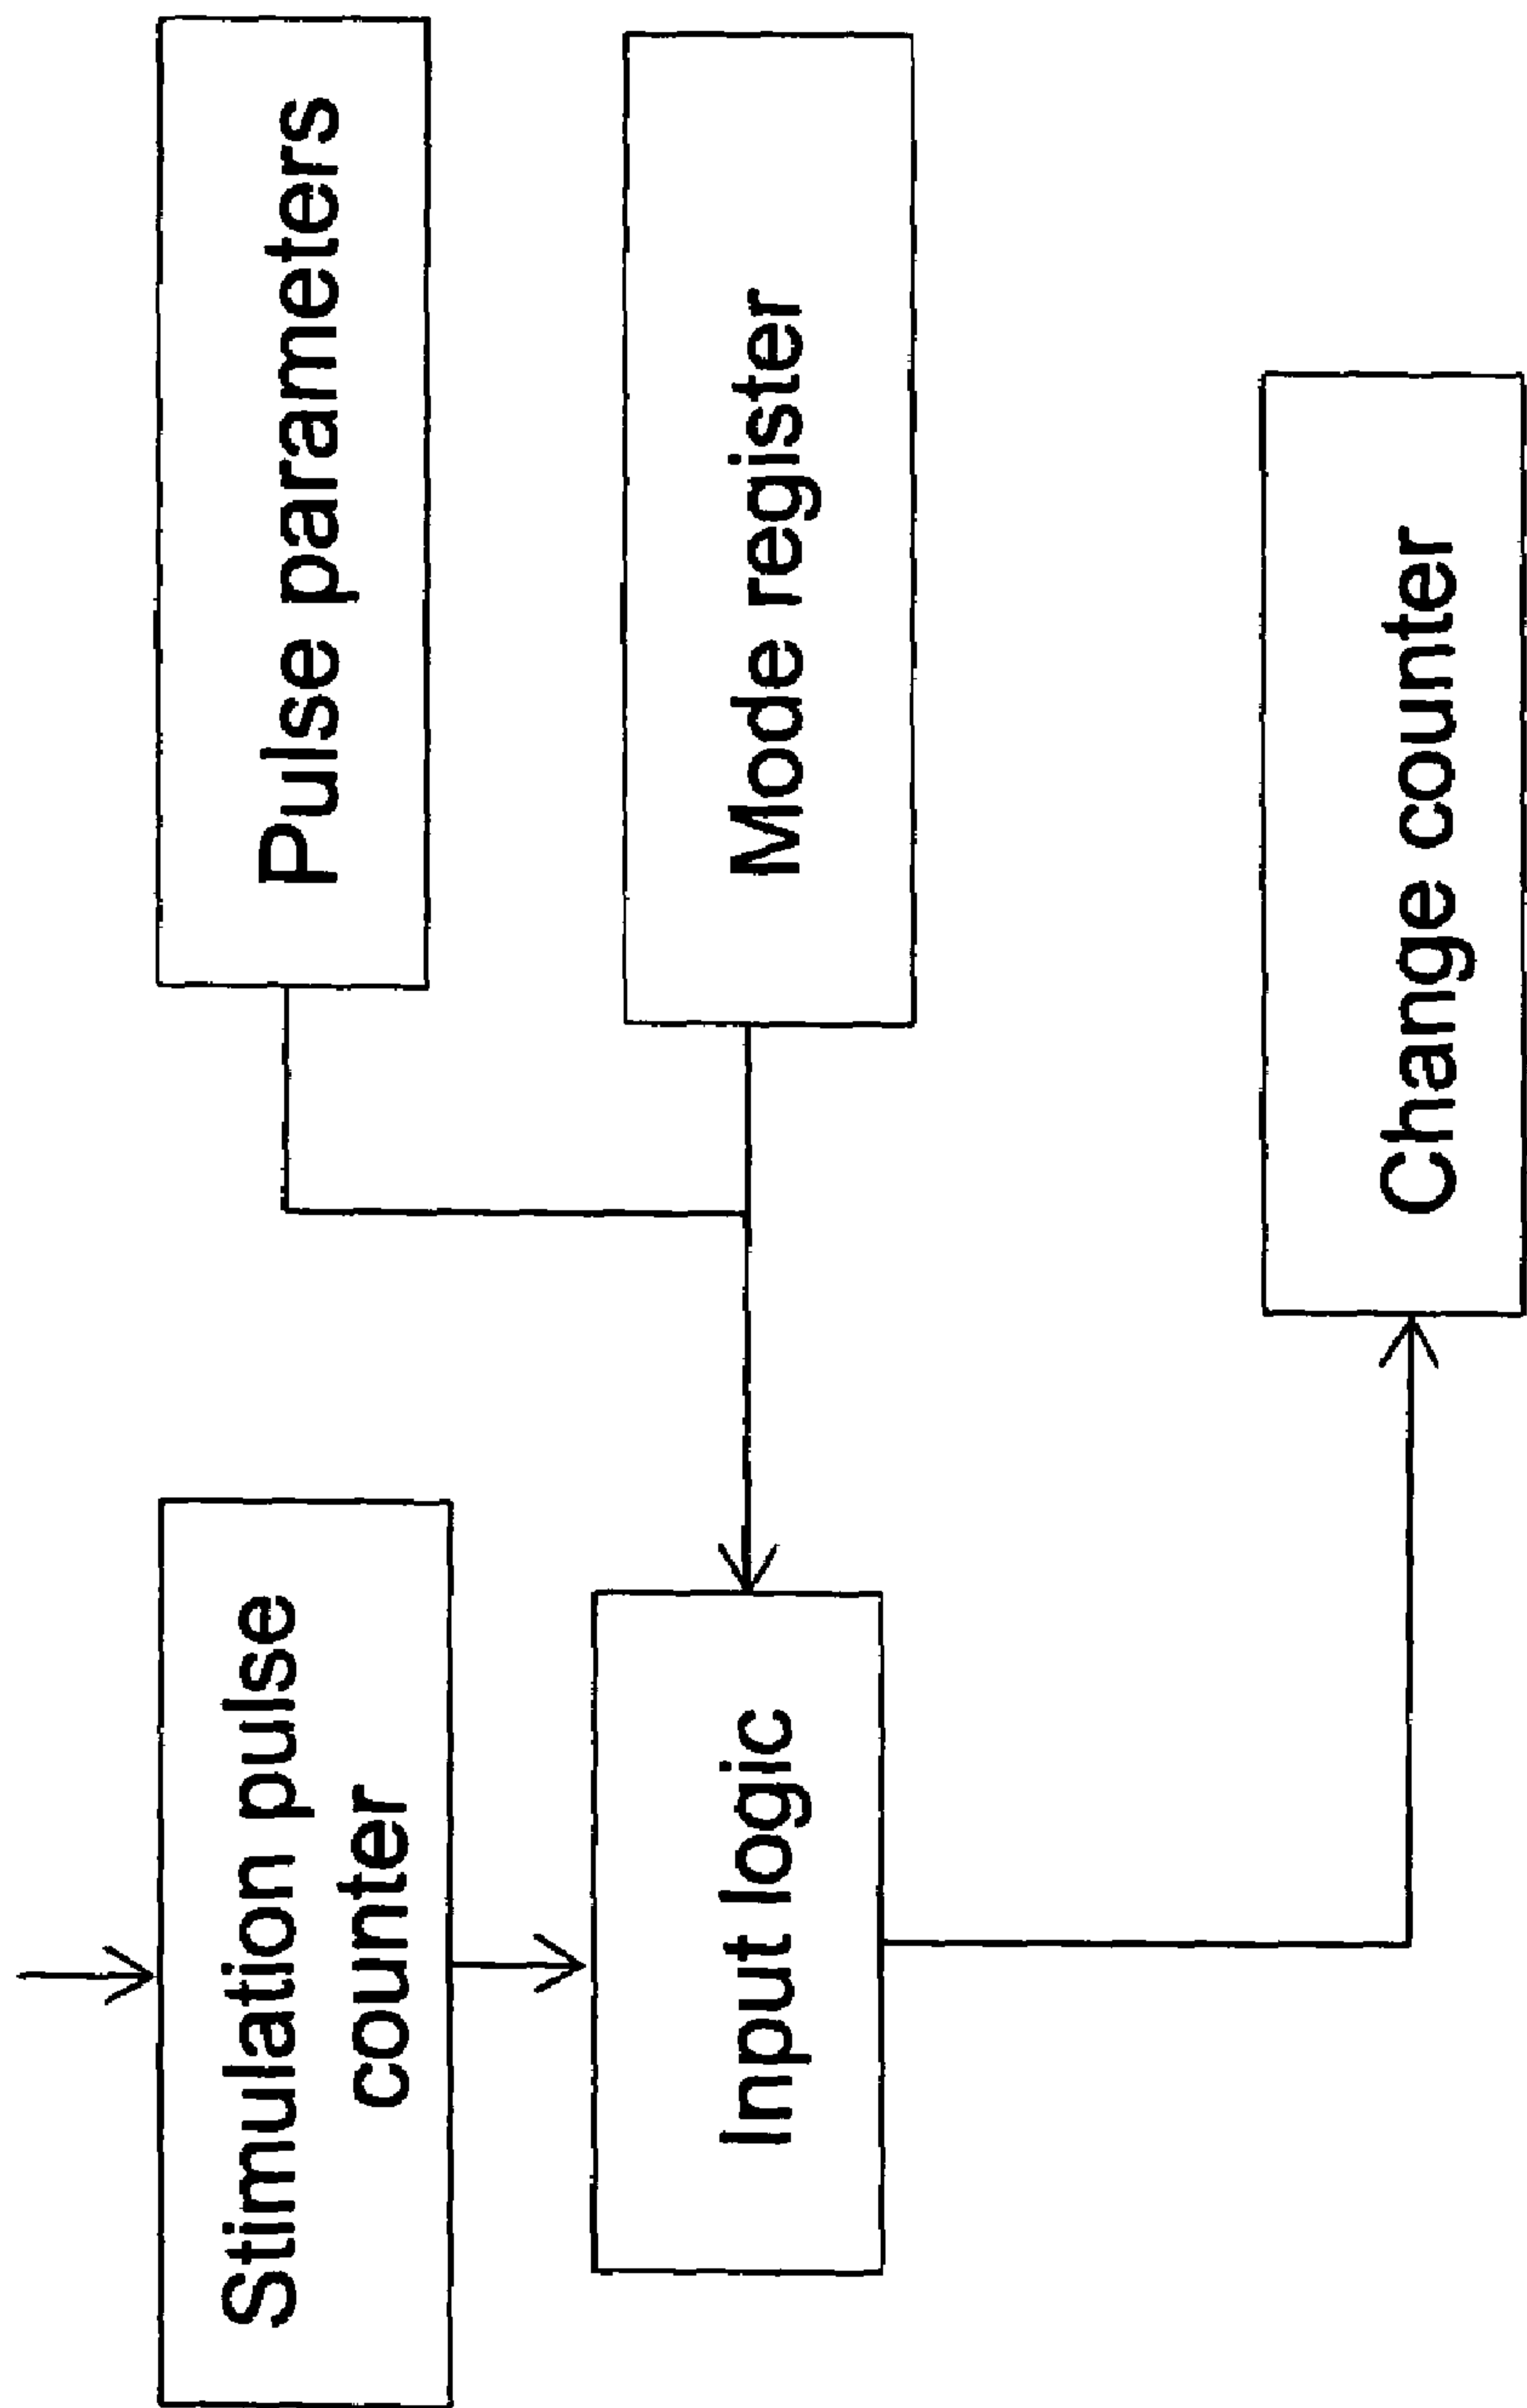 Stimulation pulse
counter
Pulse parameters
Input logic
Mode register
Change counter